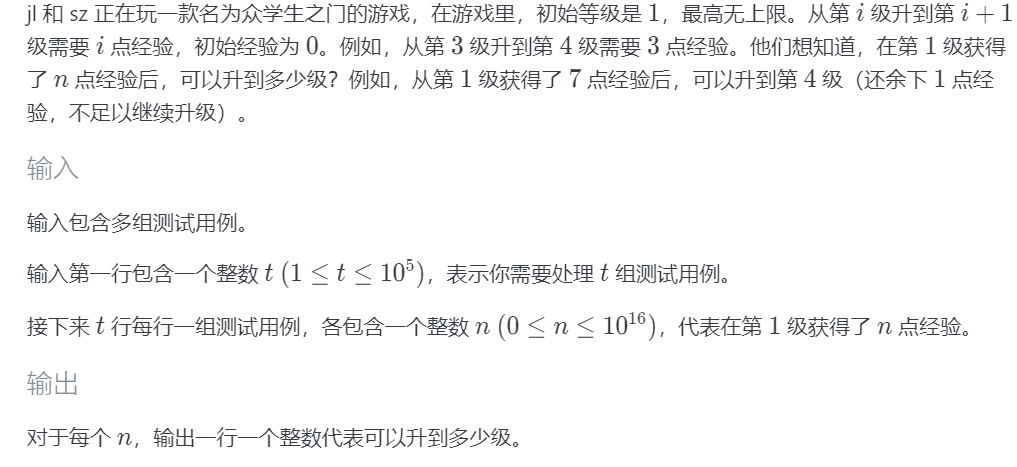 jl 和 sz 正在玩一款名为众学生之门的游戏，在游戏里，初始等级是 1，最高无上限。从第 i 级升到第 i + 1
级需要 i 点经验，初始经验为 0。例如，从第 3 级升到第 4 级需要 3 点经验。他们想知道，在第 1 级获得
了 n 点经验后，可以升到多少级？例如，从第 1 级获得了 7 点经验后，可以升到第 4 级（还余下 1 点经
验，不足以继续升级）。
输入
输入包含多组测试用例。
输入第一行包含一个整数 t (1 ≤ t ≤ 10⁵)，表示你需要处理 t 组测试用例。
接下来 t 行每行一组测试用例，各包含一个整数 n (0 ≤ n ≤ 10¹⁶)，代表在第 1 级获得了 n 点经验。
输出
对于每个 n，输出一行一个整数代表可以升到多少级。